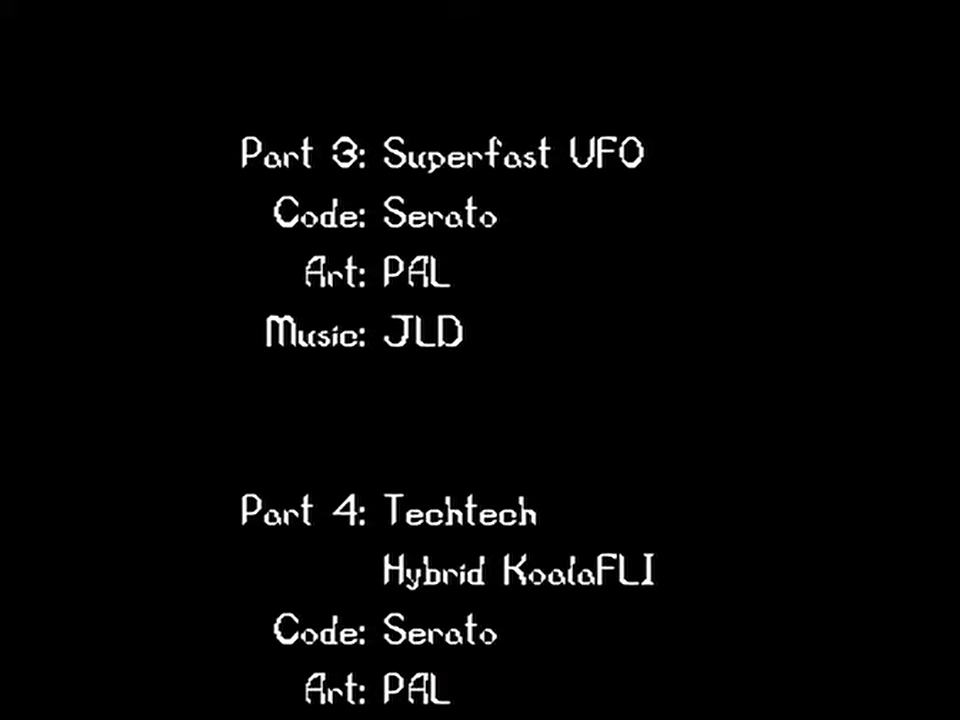 Part 3: Superfast UFO
Code: Serato
Art: PAL
Music: JLD
Part 4: Techtech
Hybrid KoalaFLI
Code: Serato
Art: PAL